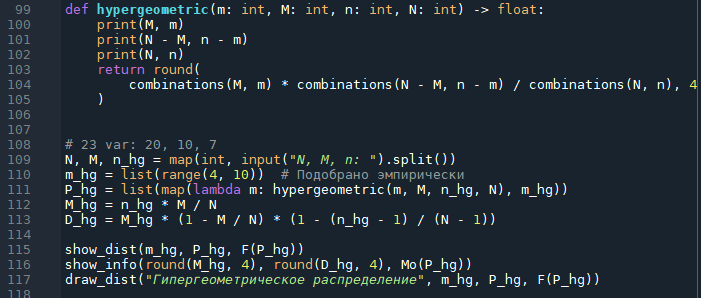 99 def hypergeometric(m: int, M: int, n: int, N: int) -> float:
100 print(M, m)
101 print(N - M, n - m)
102 print(N, n)
103 return round(
104 combinations(M, m) * combinations(N - M, n - m) / combinations(N, n), 4
105 )
106
107
108 # 23 var: 20, 10, 7
109 N, M, n_hg = map(int, input("N, M, n: ").split())
110 m_hg = list(range(4, 10)) # Подобрано эмпирически
111 P_hg = list(map(lambda m: hypergeometric(m, M, n_hg, N), m_hg))
112 M_hg = n_hg * M / N
113 D_hg = M_hg * (1 - M / N) * (1 - (n_hg - 1) / (N - 1))
114
115 show_dist(m_hg, P_hg, F(P_hg))
116 show_info(round(M_hg, 4), round(D_hg, 4), Mo(P_hg))
117 draw_dist("Гипергеометрическое распределение", m_hg, P_hg, F(P_hg))
118